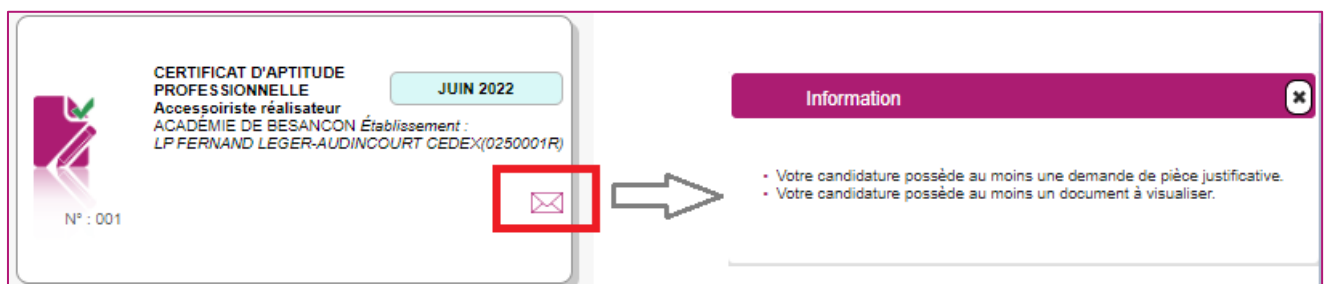 CERTIFICAT D'APTITUDE
PROFESSIONNELLE
JUIN 2022
Accessoiriste réalisateur
ACADÉMIE DE BESANCON Établissement :
LP FERNAND LEGER-AUDINCOURT CEDEX(0250001R)
N° : 001
Information
• Votre candidature possède au moins une demande de pièce justificative.
• Votre candidature possède au moins un document à visualiser.